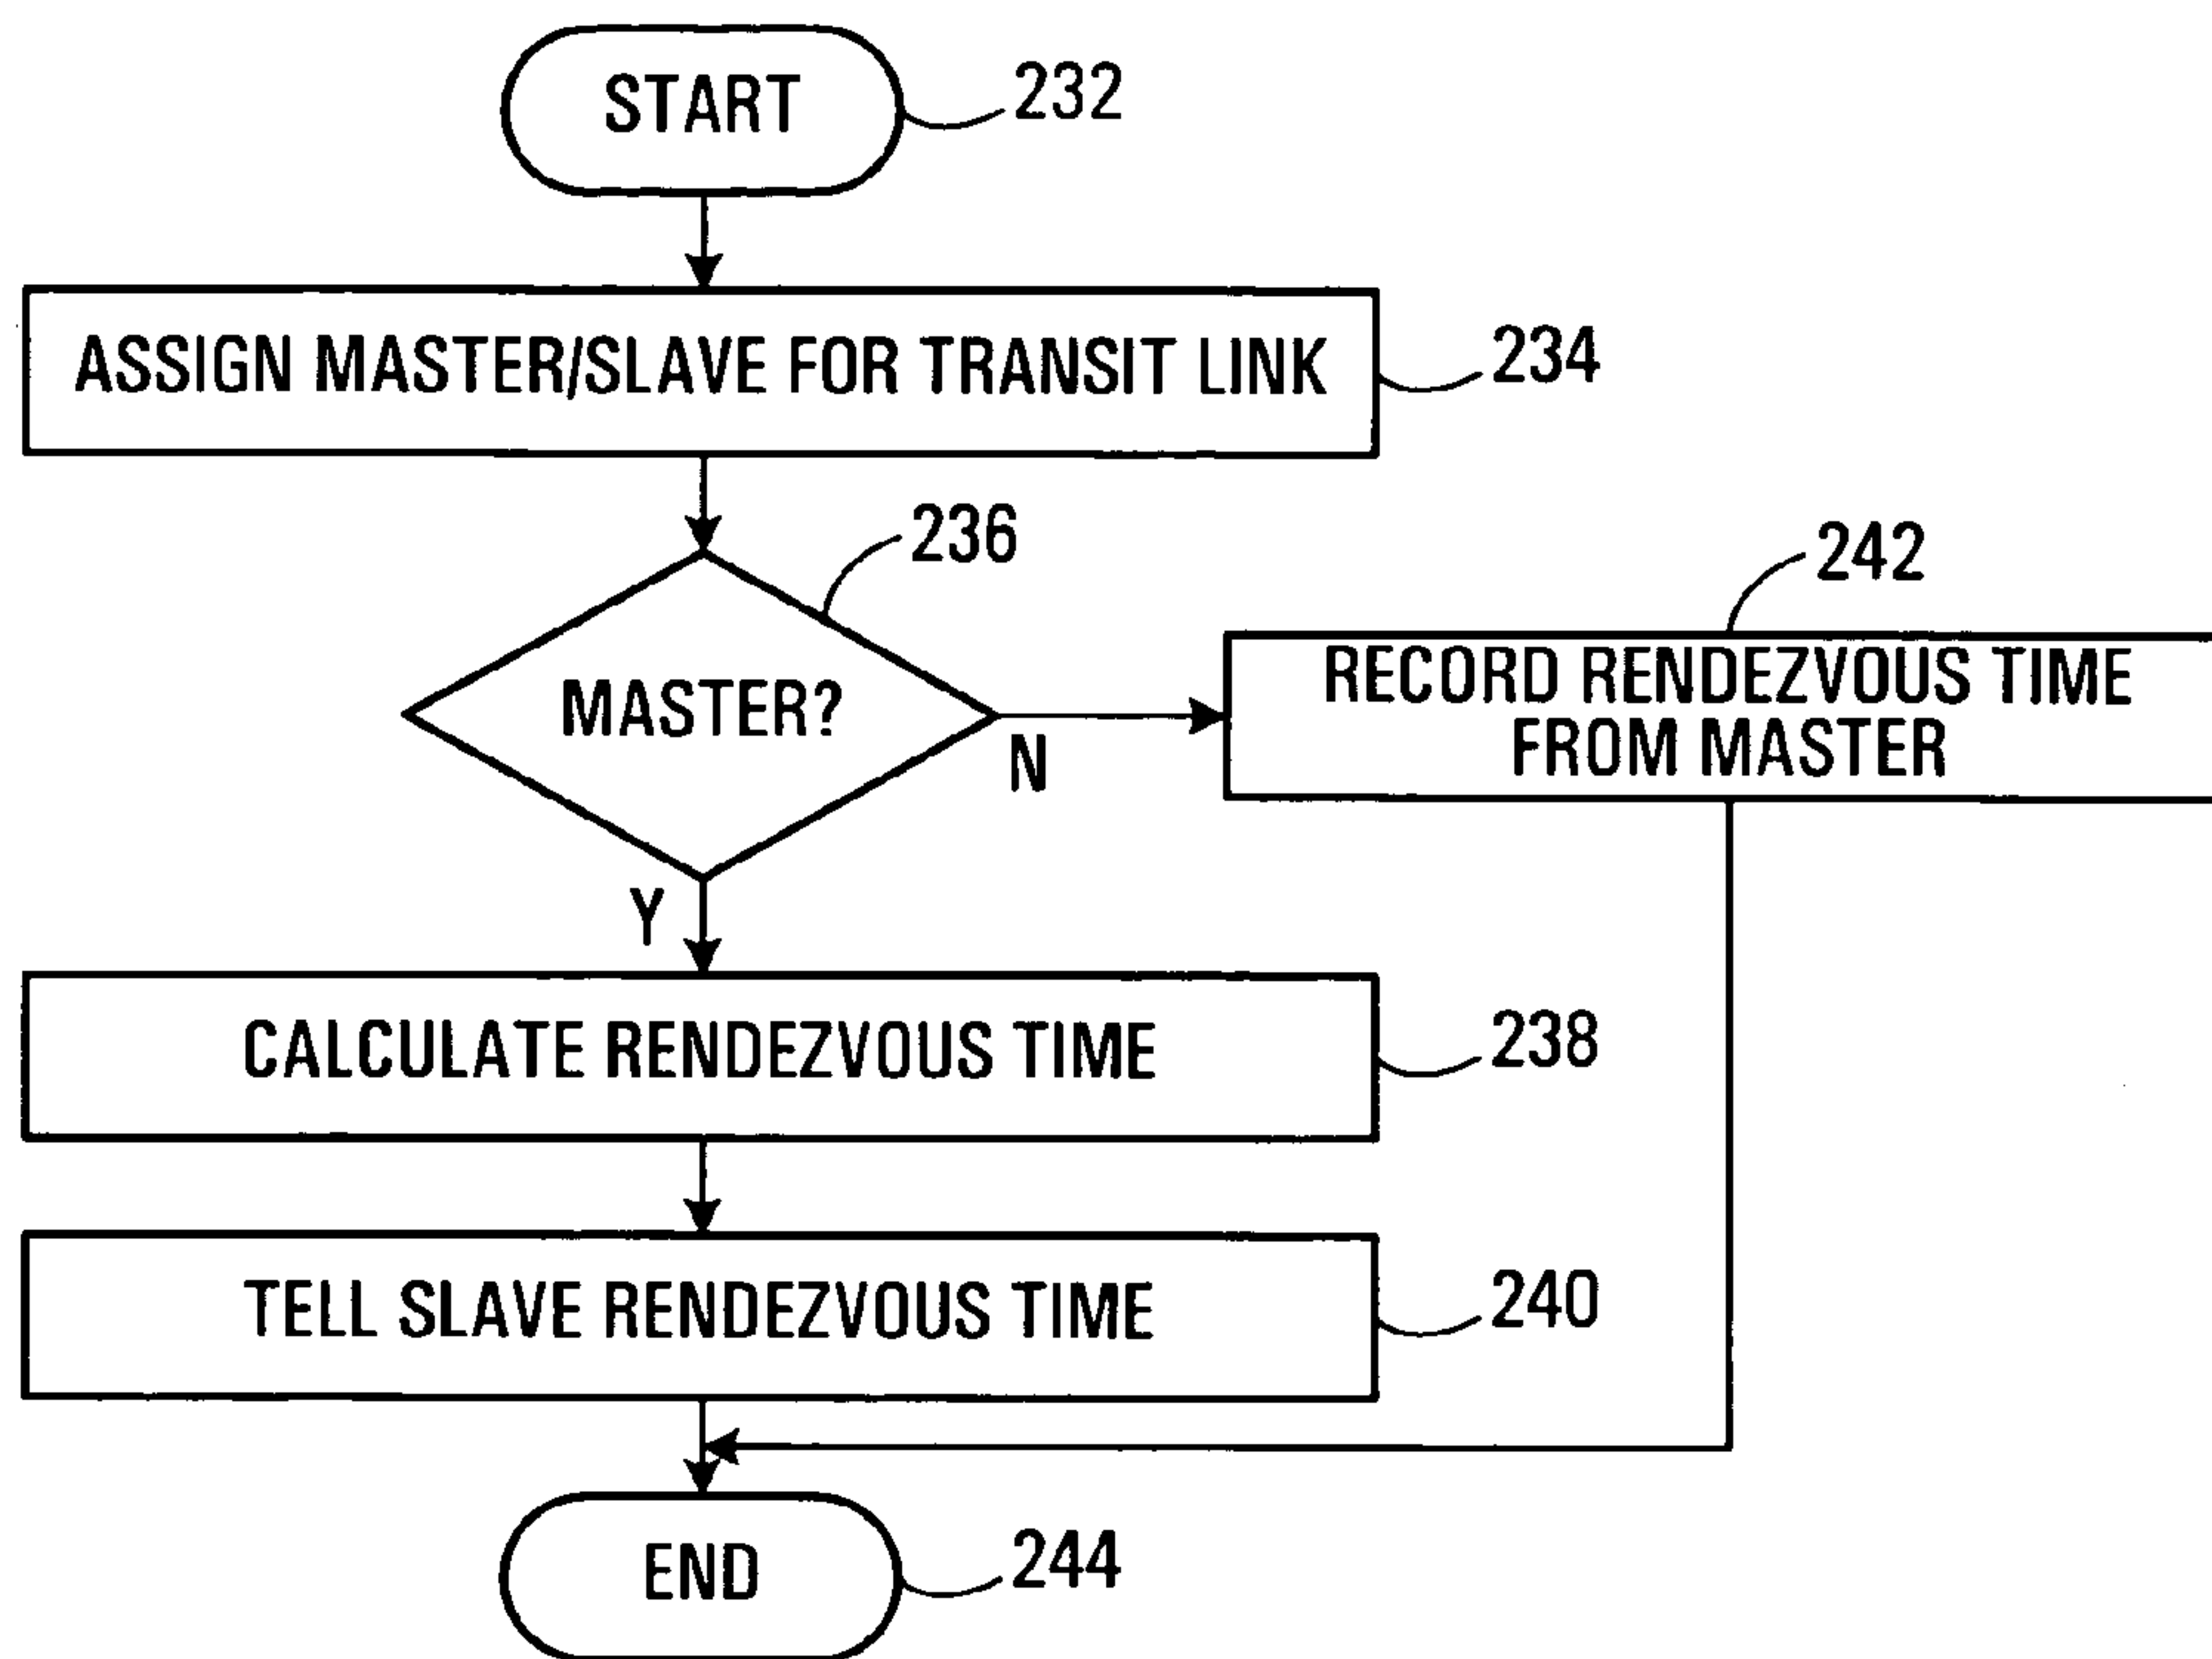 START
232
ASSIGN MASTER/SLAVE FOR TRANSIT LINK
234
236
MASTER?
N
242
RECORD RENDEZVOUS TIME
FROM MASTER
Y
CALCULATE RENDEZVOUS TIME
238
TELL SLAVE RENDEZVOUS TIME
240
END
244